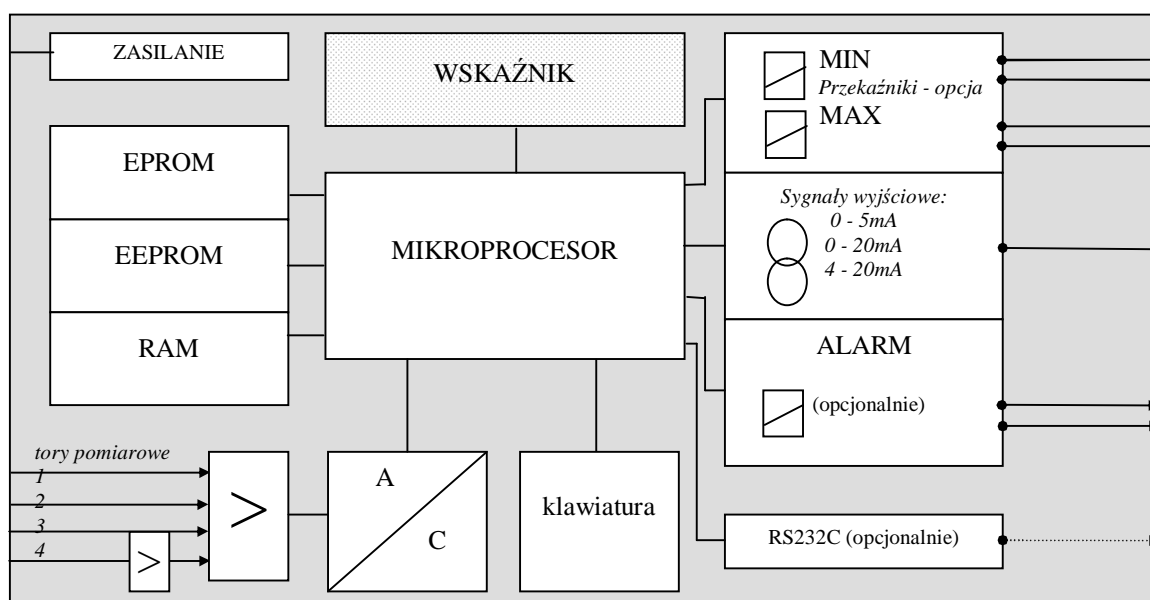 ZASILANIE
WSKAŹNIK
MIN
Przekaźniki - opcja
MAX
EPROM
EEPROM
RAM
MIKROPROCESOR
Sygnały wyjściowe:
0 - 5mA
0 - 20mA
4 - 20mA
ALARM
(opcjonalnie)
tory pomiarowe
1
2
3
4
>
>
A
C
klawiatura
RS232C (opcjonalnie)